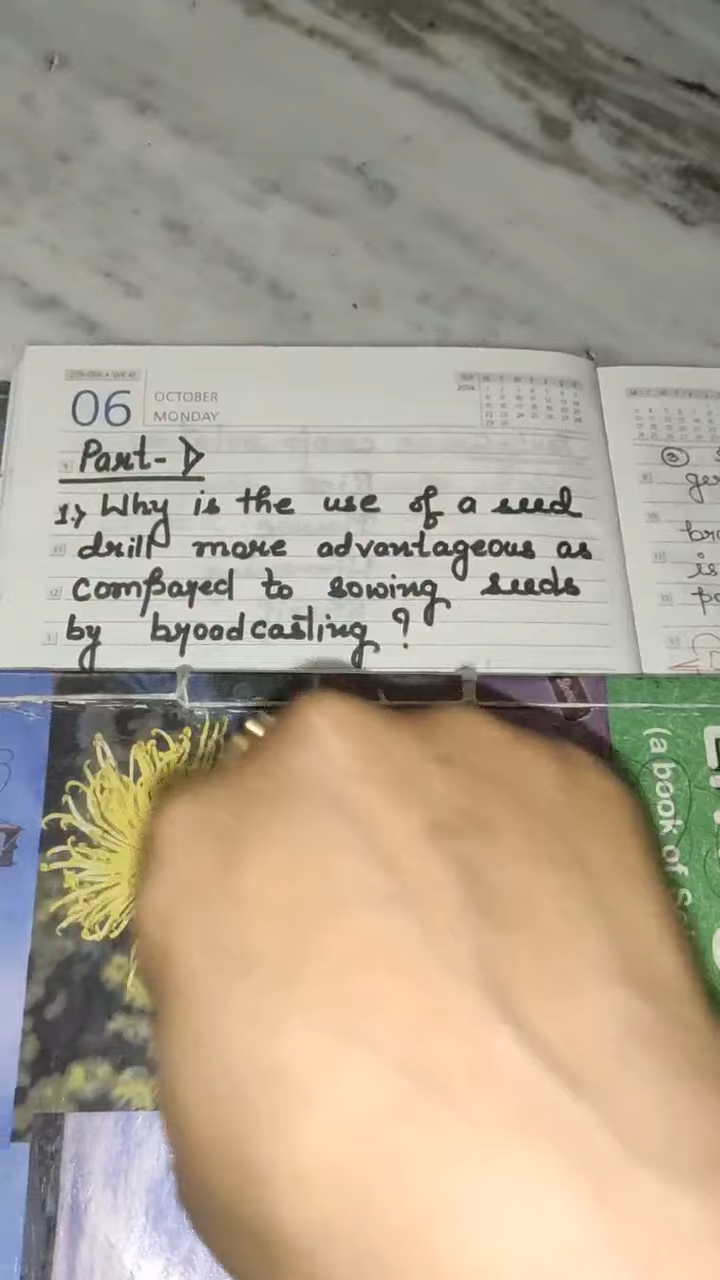 06
OCTOBER
MONDAY
Part- D
1.) Why is the use of a seed
drill more advantageous as
compared to sowing seeds
by broodcasting ?
(a book of